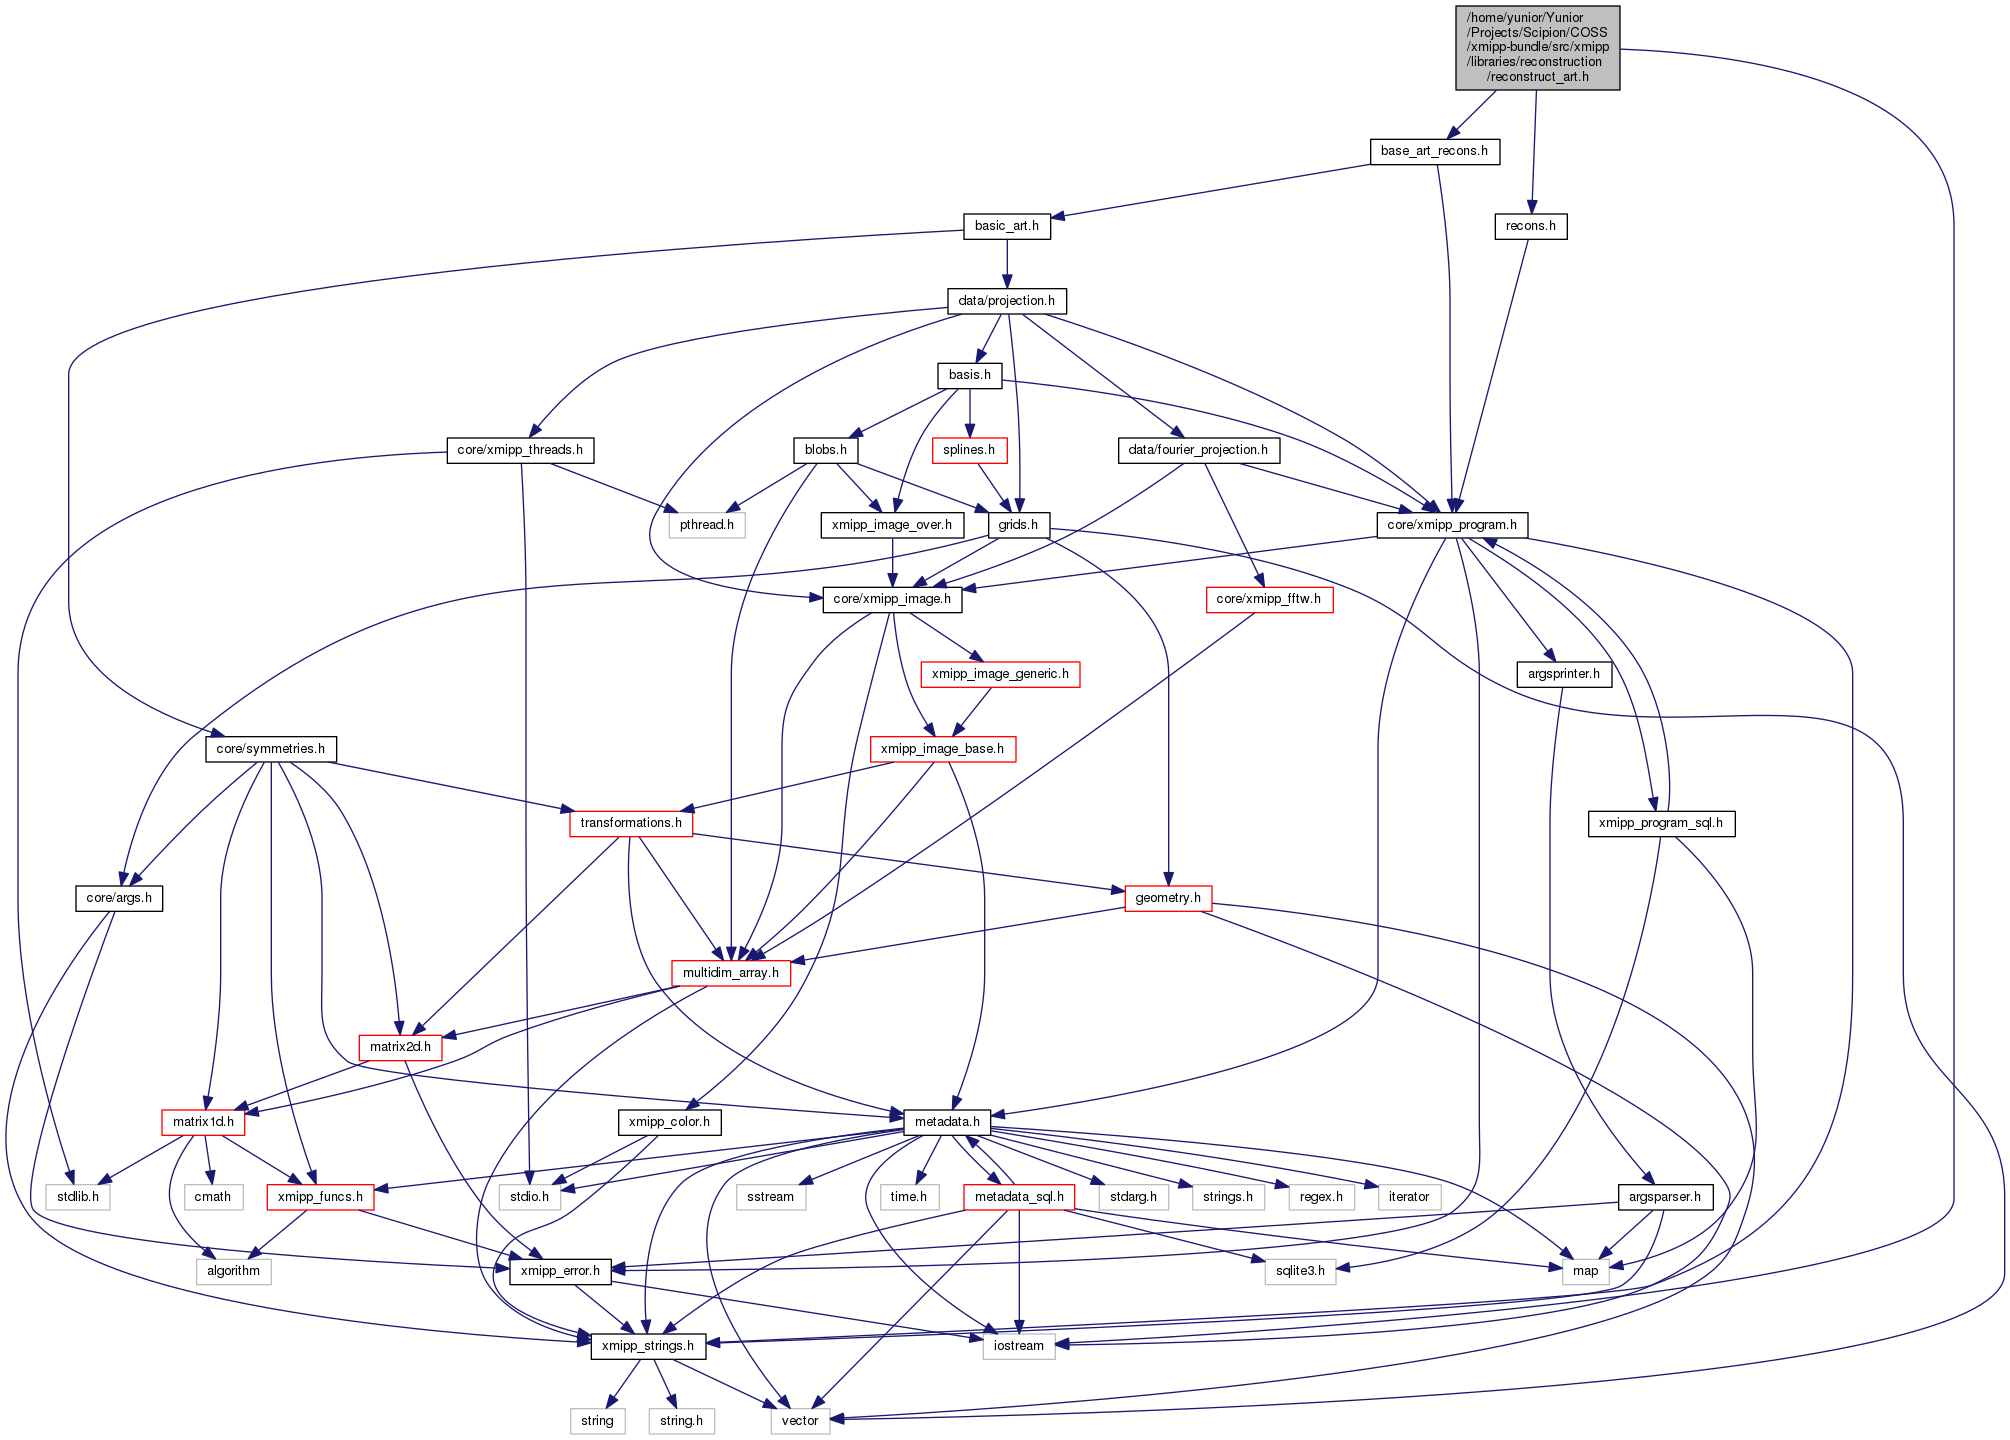 /home/yunior/Yunior
/Projects/Scipion/COSS
/xmipp-bundle/src/xmipp
/libraries/reconstruction
/reconstruct_art.h
base_art_recons.h
basic_art.h
recons.h
data/projection.h
basis.h
core/xmipp_threads.h
blobs.h
splines.h
data/fourier_projection.h
pthread.h
xmipp_image_over.h
grids.h
core/xmipp_program.h
core/xmipp_image.h
core/xmipp_fftw.h
xmipp_image_generic.h
argsprinter.h
core/symmetries.h
xmipp_image_base.h
transformations.h
xmipp_program_sql.h
core/args.h
geometry.h
multidim_array.h
matrix2d.h
matrix1d.h
xmipp_color.h
metadata.h
stdlib.h
cmath
xmipp_funcs.h
stdio.h
sstream
time.h
metadata_sql.h
stdarg.h
strings.h
regex.h
iterator
argsparser.h
algorithm
xmipp_error.h
sqlite3.h
map
xmipp_strings.h
iostream
string
string.h
vector